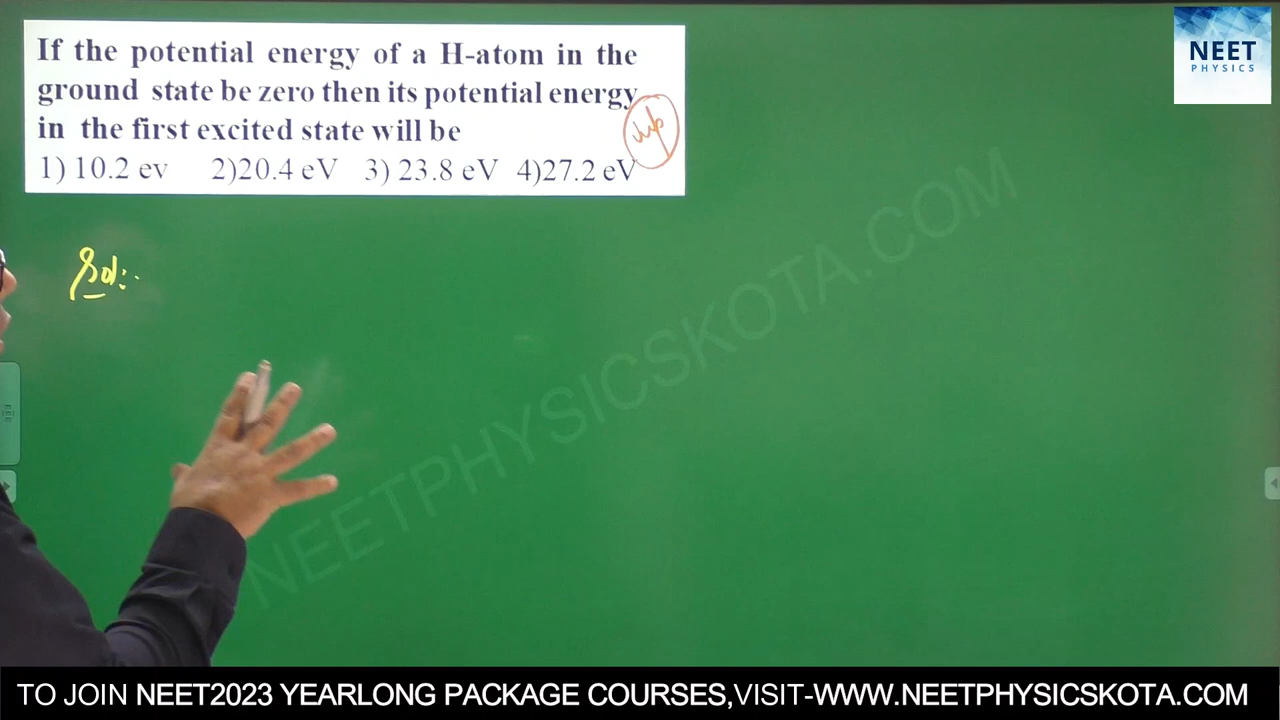 If the potential energy of a H-atom in the
ground state be zero then its potential energy
in the first excited state will be
1) 10.2 ev 2)20.4 eV 3) 23.8 eV 4)27.2 eV
NEET
PHYSICS
Sol:-
NEETPHYSICSKOTA.COM
TO JOIN NEET2023 YEARLONG PACKAGE COURSES,VISIT-WWW.NEETPHYSICSKOTA.COM